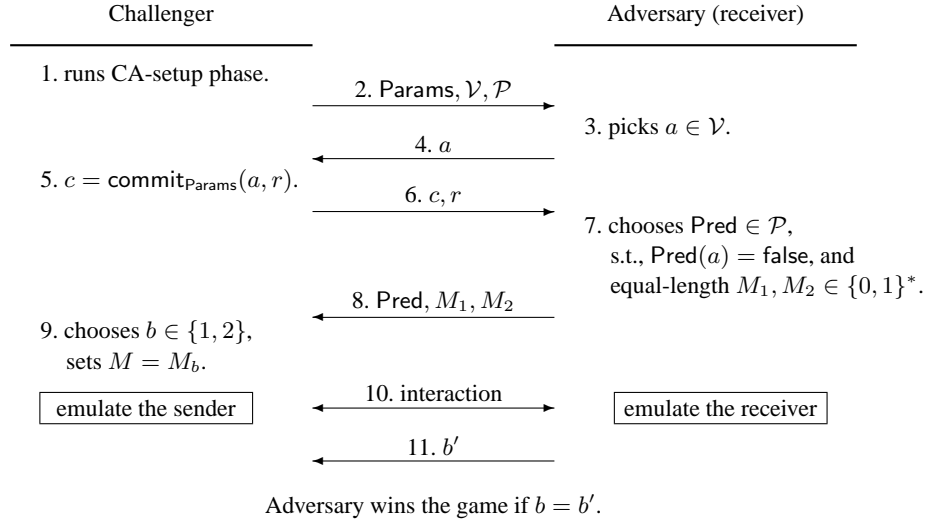 Challenger Adversary (receiver)
1. runs CA-setup phase.
2. Params, 𝒱, 𝒫
3. picks a ∈ 𝒱.
4. a
5. c = commit_Params(a, r).
6. c, r
7. chooses Pred ∈ 𝒫,
s.t., Pred(a) = false, and
equal-length M₁, M₂ ∈ {0, 1}*.
8. Pred, M₁, M₂
9. chooses b ∈ {1, 2},
sets M = M_b.
emulate the sender 10. interaction emulate the receiver
11. b′
Adversary wins the game if b = b′.